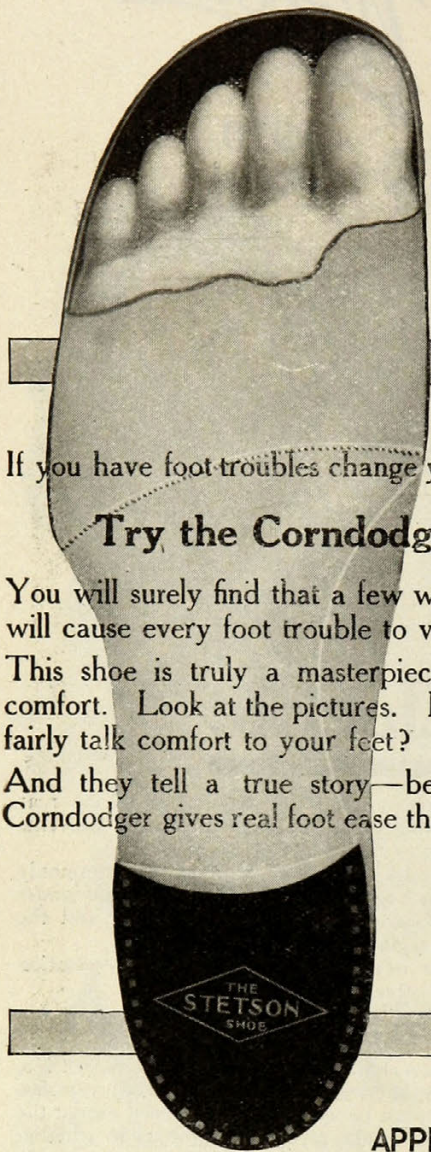 If you have foot troubles change
Try the Corndodg
You will surely find that a few w
will cause every foot trouble to v
This shoe is truly a masterpiec
comfort. Look at the pictures.
fairly talk comfort to your feet?
And they tell a true story—be
Corndodger gives real foot ease th
THE
STETSON
SHOE
APPL